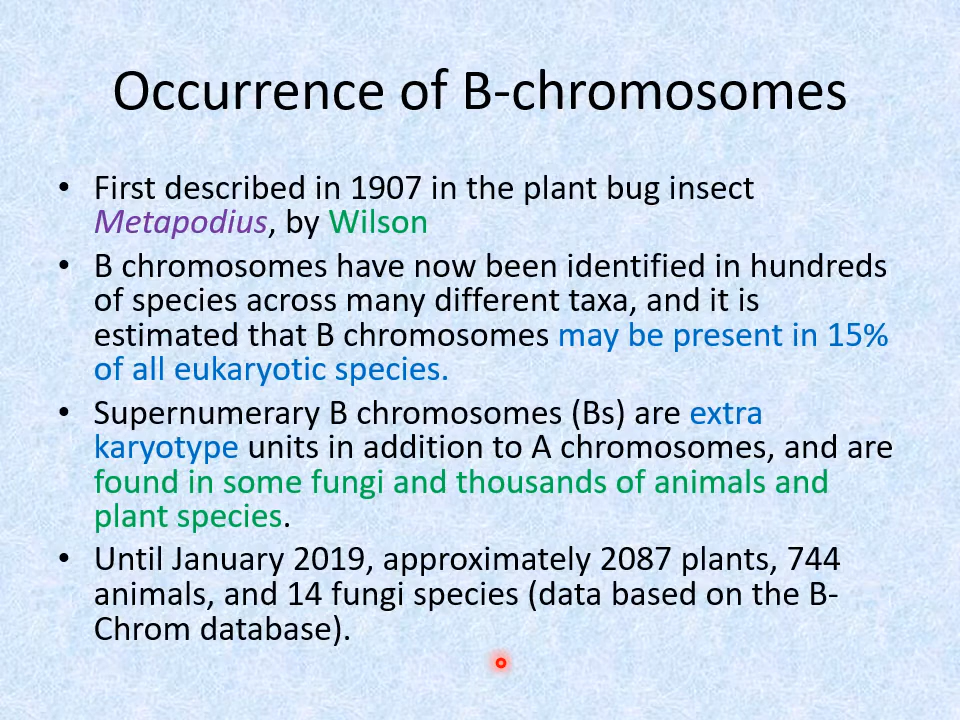 Occurrence of B-chromosomes
• First described in 1907 in the plant bug insect
Metapodius, by Wilson
• B chromosomes have now been identified in hundreds
of species across many different taxa, and it is
estimated that B chromosomes may be present in 15%
of all eukaryotic species.
• Supernumerary B chromosomes (Bs) are extra
karyotype units in addition to A chromosomes, and are
found in some fungi and thousands of animals and
plant species.
• Until January 2019, approximately 2087 plants, 744
animals, and 14 fungi species (data based on the B-
Chrom database).